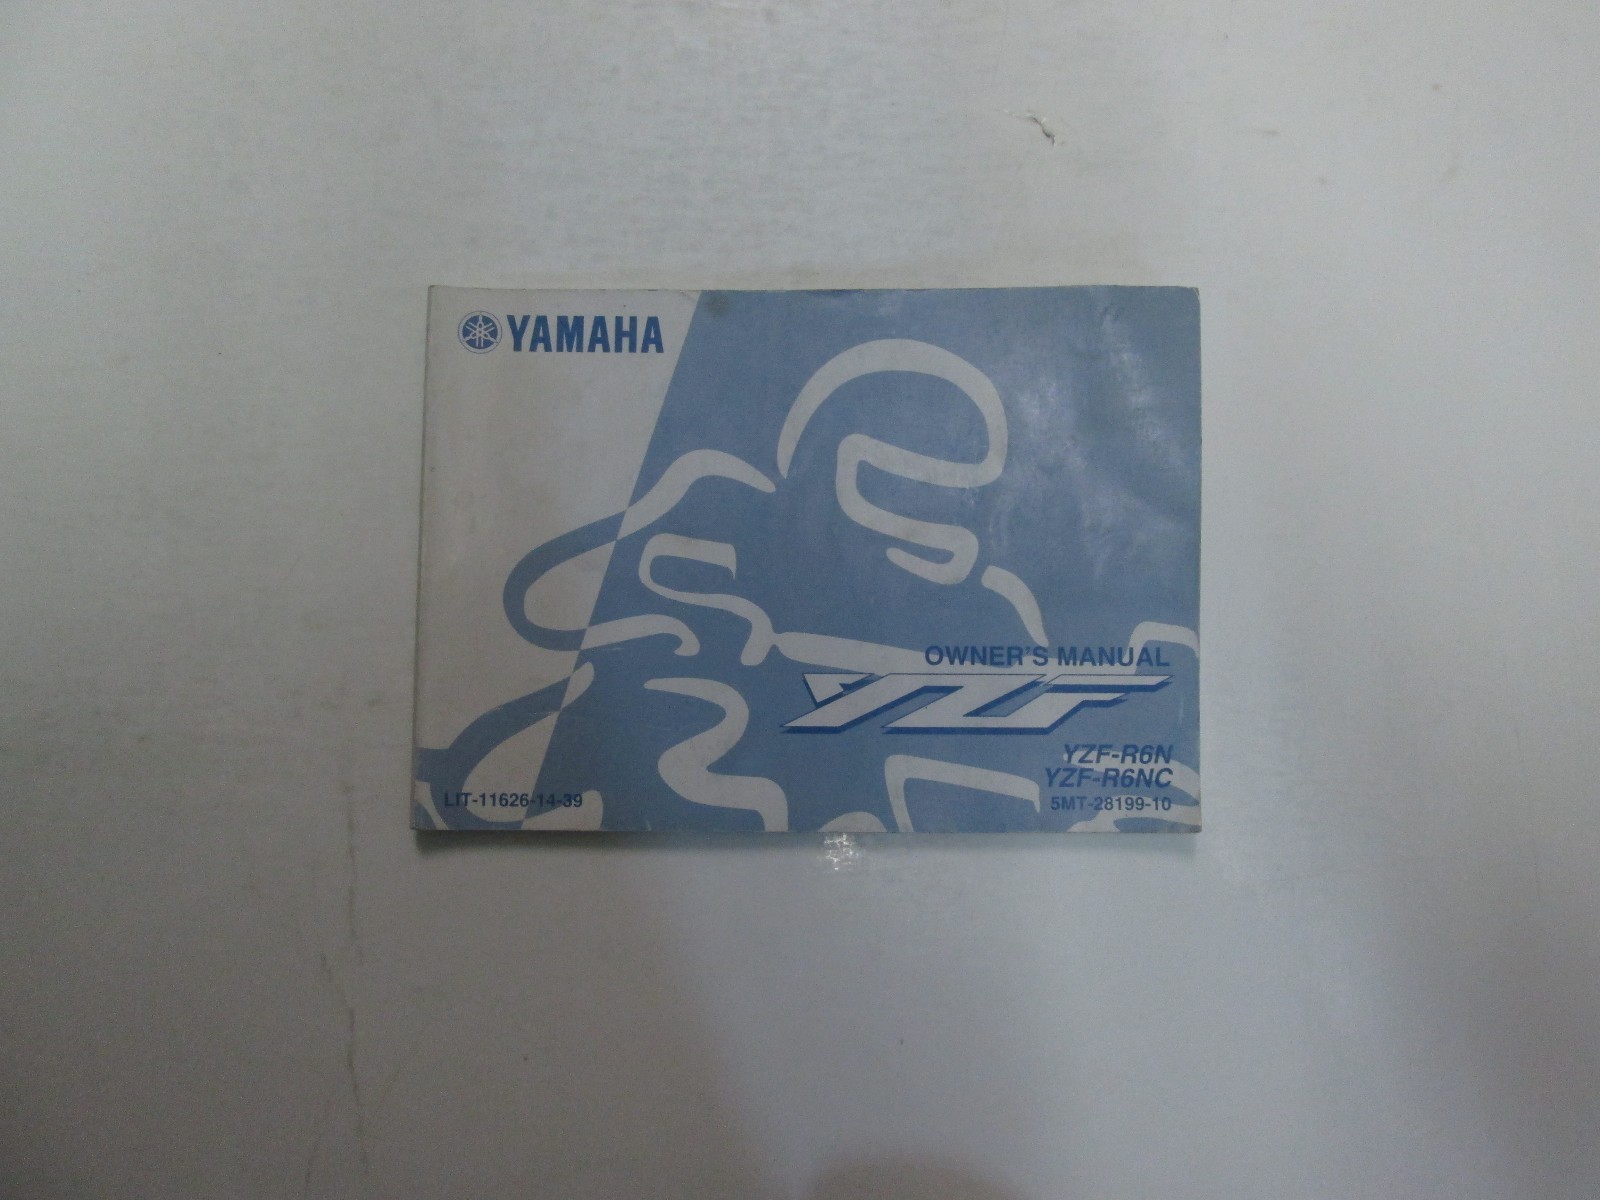 YAMAHA
OWNER'S MANUAL
YZF
YZF-R6N
YZF-R6NC
LIT-11626-14-39
5MT-28199-10